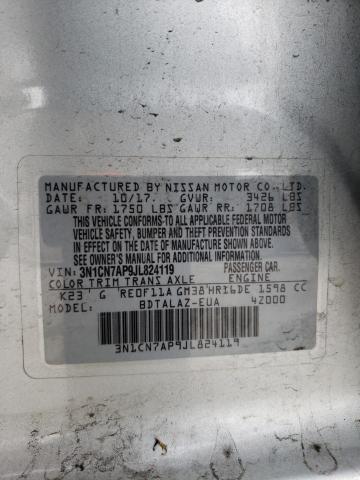 MANUFACTURED BY NISSAN MOTOR CO., LTD.
DATE: 10/17 GVWR: 3426 LBS
GAWR FR: 1750 LBS GAWR RR: 1708 LBS
THIS VEHICLE CONFORMS TO ALL APPLICABLE FEDERAL MOTOR
VEHICLE SAFETY, BUMPER AND THEFT PREVENTION STANDARDS
IN EFFECT ON THE DATE OF MANUFACTURE SHOWN ABOVE.
SEE OWNER'S MANUAL FOR ADDITIONAL INFORMATION.
VIN: 3N1CN7AP9JL824119 PASSENGER CAR.
COLOR TRIM TRANS AXLE ENGINE
K23 G RE0F11A GM38 HR16DE 1598 CC
BDTALAZ-EUA 42000
3N1CN7AP9JL824119